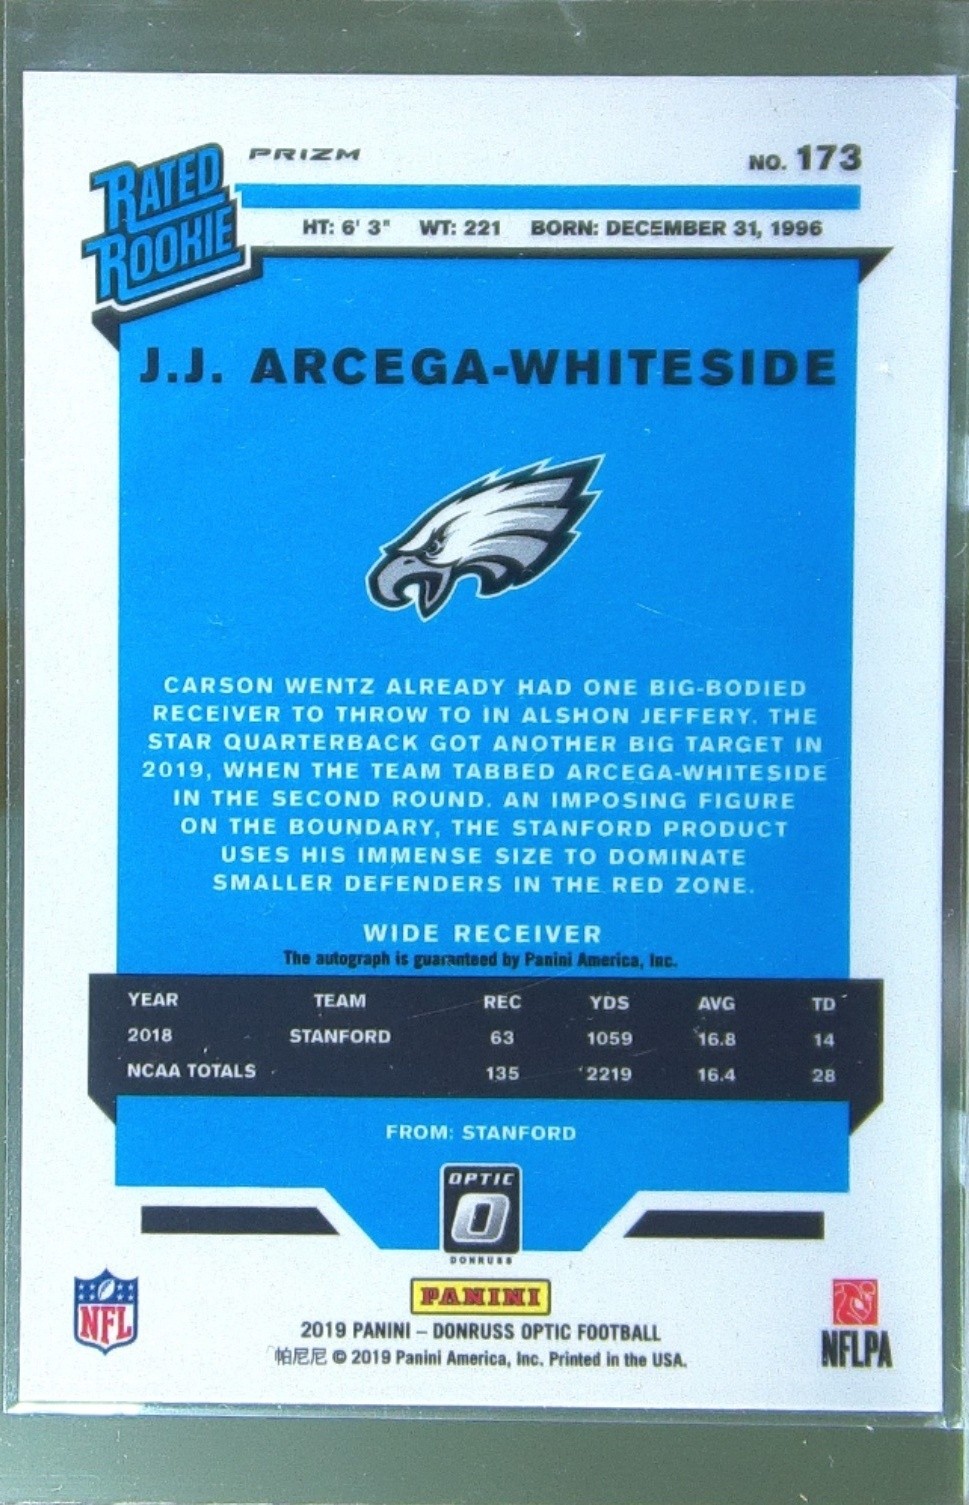 RATED
ROOKIE
PRIZM
NO. 173
HT: 6' 3" WT: 221 BORN: DECEMBER 31, 1996
J.J. ARCEGA-WHITESIDE
CARSON WENTZ ALREADY HAD ONE BIG-BODIED
RECEIVER TO THROW TO IN ALSHON JEFFERY. THE
STAR QUARTERBACK GOT ANOTHER BIG TARGET IN
2019, WHEN THE TEAM TABBED ARCEGA-WHITESIDE
IN THE SECOND ROUND. AN IMPOSING FIGURE
ON THE BOUNDARY, THE STANFORD PRODUCT
USES HIS IMMENSE SIZE TO DOMINATE
SMALLER DEFENDERS IN THE RED ZONE.
WIDE RECEIVER
The autograph is guaranteed by Panini America, Inc.
YEAR TEAM REC YDS AVG TD
2018 STANFORD 63 1059 16.8 14
NCAA TOTALS 135 2219 16.4 28
FROM: STANFORD
OPTIC
O
DONRUSS
PANINI
NFL
2019 PANINI – DONRUSS OPTIC FOOTBALL
帕尼尼 © 2019 Panini America, Inc. Printed in the USA.
NFLPA